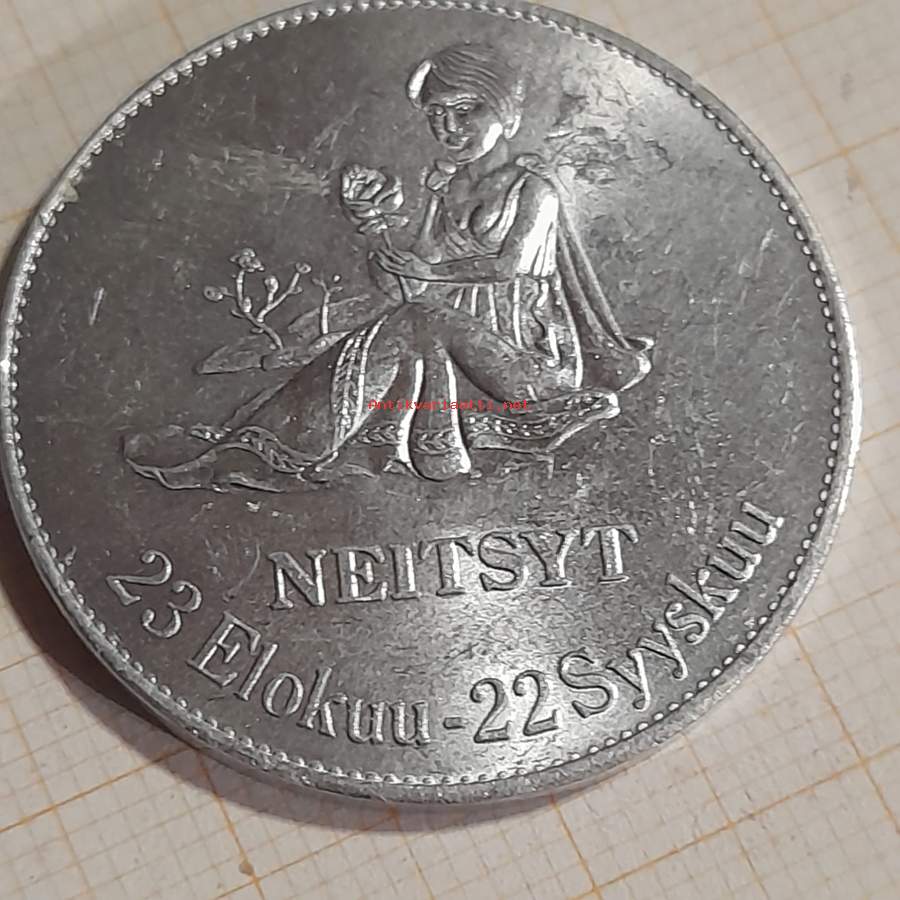 Antikvariaatti.net
NEITSYT
23 Elokuu - 22 Syyskuu